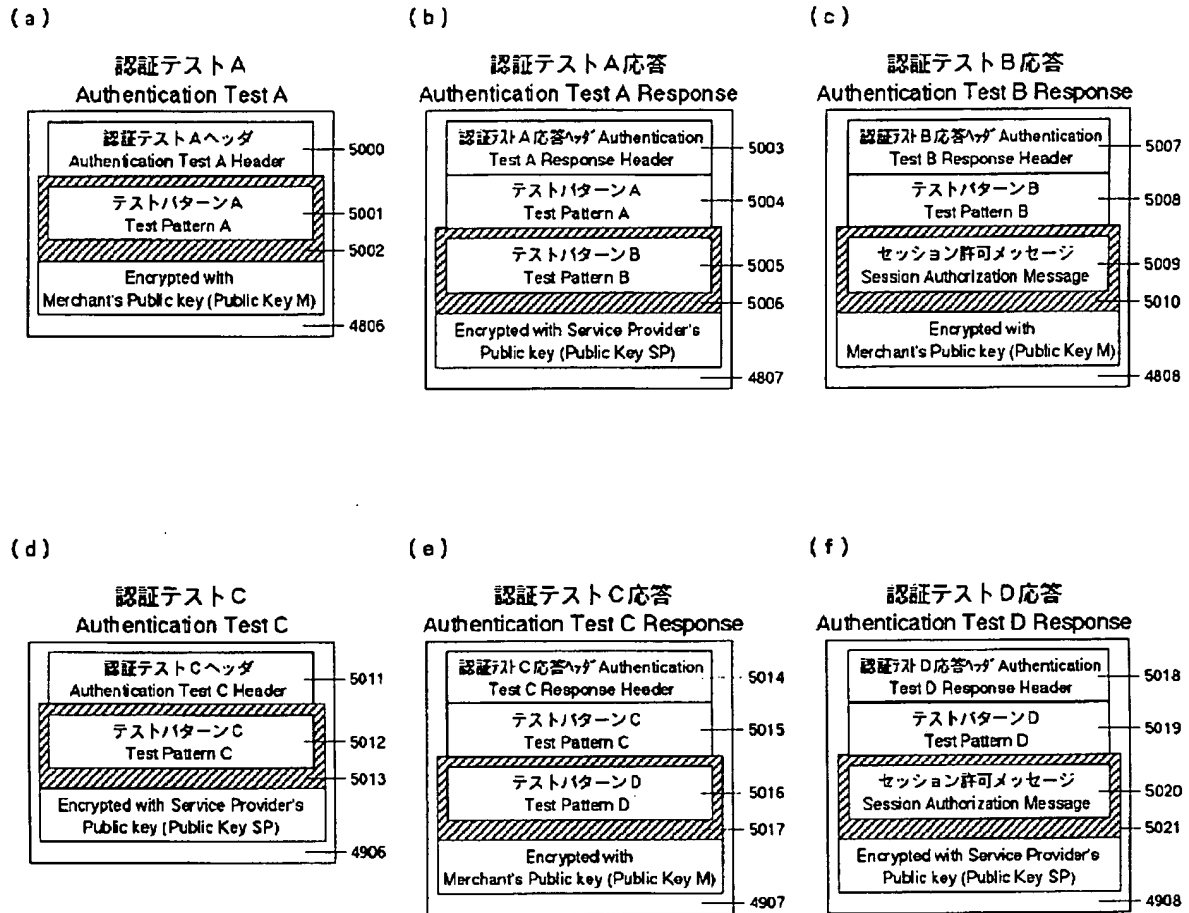 (a)
認証テストA
Authentication Test A
認証テストAヘッダ
Authentication Test A Header
5000
テストパターンA
Test Pattern A
5001
5002
Encrypted with
Merchant's Public key (Public Key M)
4806
(b)
認証テストA応答
Authentication Test A Response
認証テストA応答ヘッダ Authentication
Test A Response Header
5003
テストパターンA
Test Pattern A
5004
テストパターンB
Test Pattern B
5005
5006
Encrypted with Service Provider's
Public key (Public Key SP)
4807
(c)
認証テストB応答
Authentication Test B Response
認証テストB応答ヘッダ Authentication
Test B Response Header
5007
テストパターンB
Test Pattern B
5008
セッション許可メッセージ
Session Authorization Message
5009
5010
Encrypted with
Merchant's Public key (Public Key M)
4808
(d)
認証テストC
Authentication Test C
認証テストCヘッダ
Authentication Test C Header
5011
テストパターンC
Test Pattern C
5012
5013
Encrypted with Service Provider's
Public key (Public Key SP)
4906
(e)
認証テストC応答
Authentication Test C Response
認証テストC応答ヘッダ Authentication
Test C Response Header
5014
テストパターンC
Test Pattern C
5015
テストパターンD
Test Pattern D
5016
5017
Encrypted with
Merchant's Public key (Public Key M)
4907
(f)
認証テストD応答
Authentication Test D Response
認証テストD応答ヘッダ Authentication
Test D Response Header
5018
テストパターンD
Test Pattern D
5019
セッション許可メッセージ
Session Authorization Message
5020
5021
Encrypted with Service Provider's
Public key (Public Key SP)
4908